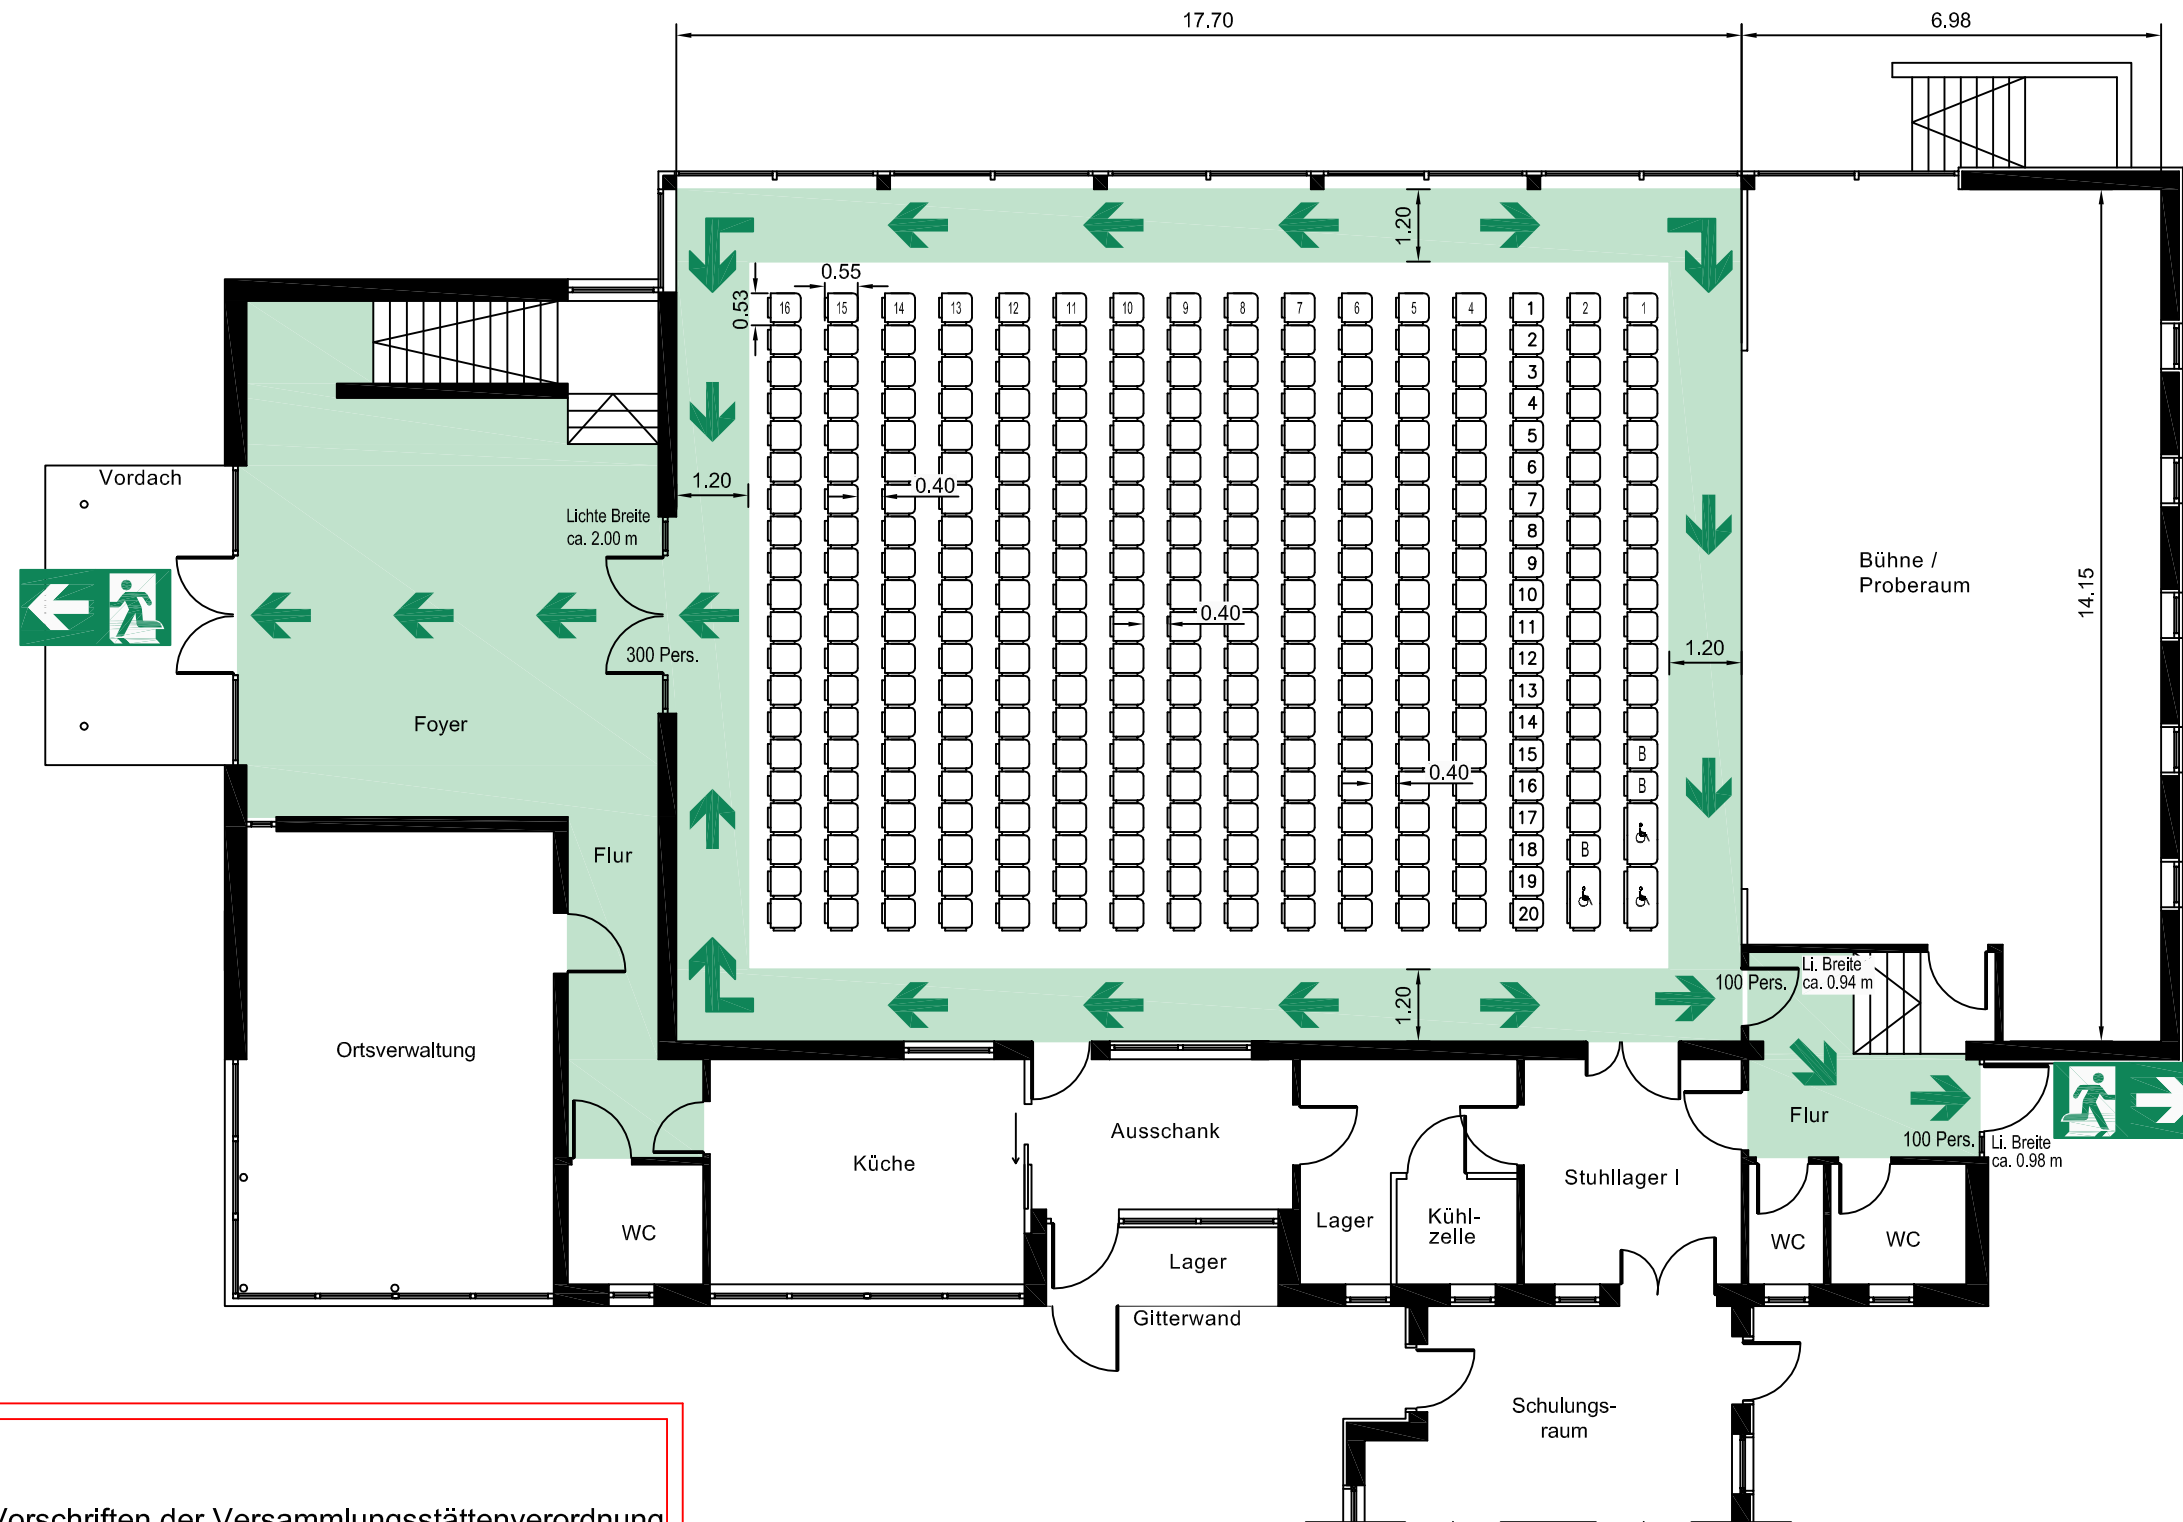 17.70
6.98
1.20
0.55
0.53
16 15 14 13 12 11 10 9 8 7 6 5 4 1 2 1
2
3
4
5
6
7
8
9
10
11
12
13
14
15 B
16 B
17
18 B
19
20
Vordach
1.20
0.40
Lichte Breite
ca. 2.00 m
0.40
300 Pers.
1.20
Bühne /
Proberaum
14.15
Foyer
0.40
Flur
Li. Breite
ca. 0.94 m
100 Pers.
1.20
Ortsverwaltung
Küche
Ausschank
Flur
100 Pers.
Li. Breite
ca. 0.98 m
Stuhllager I
WC
Lager
Kühl-
zelle
WC
WC
Lager
Gitterwand
Schulungs-
raum
Vorschriften der Versammlungsstättenverordnung